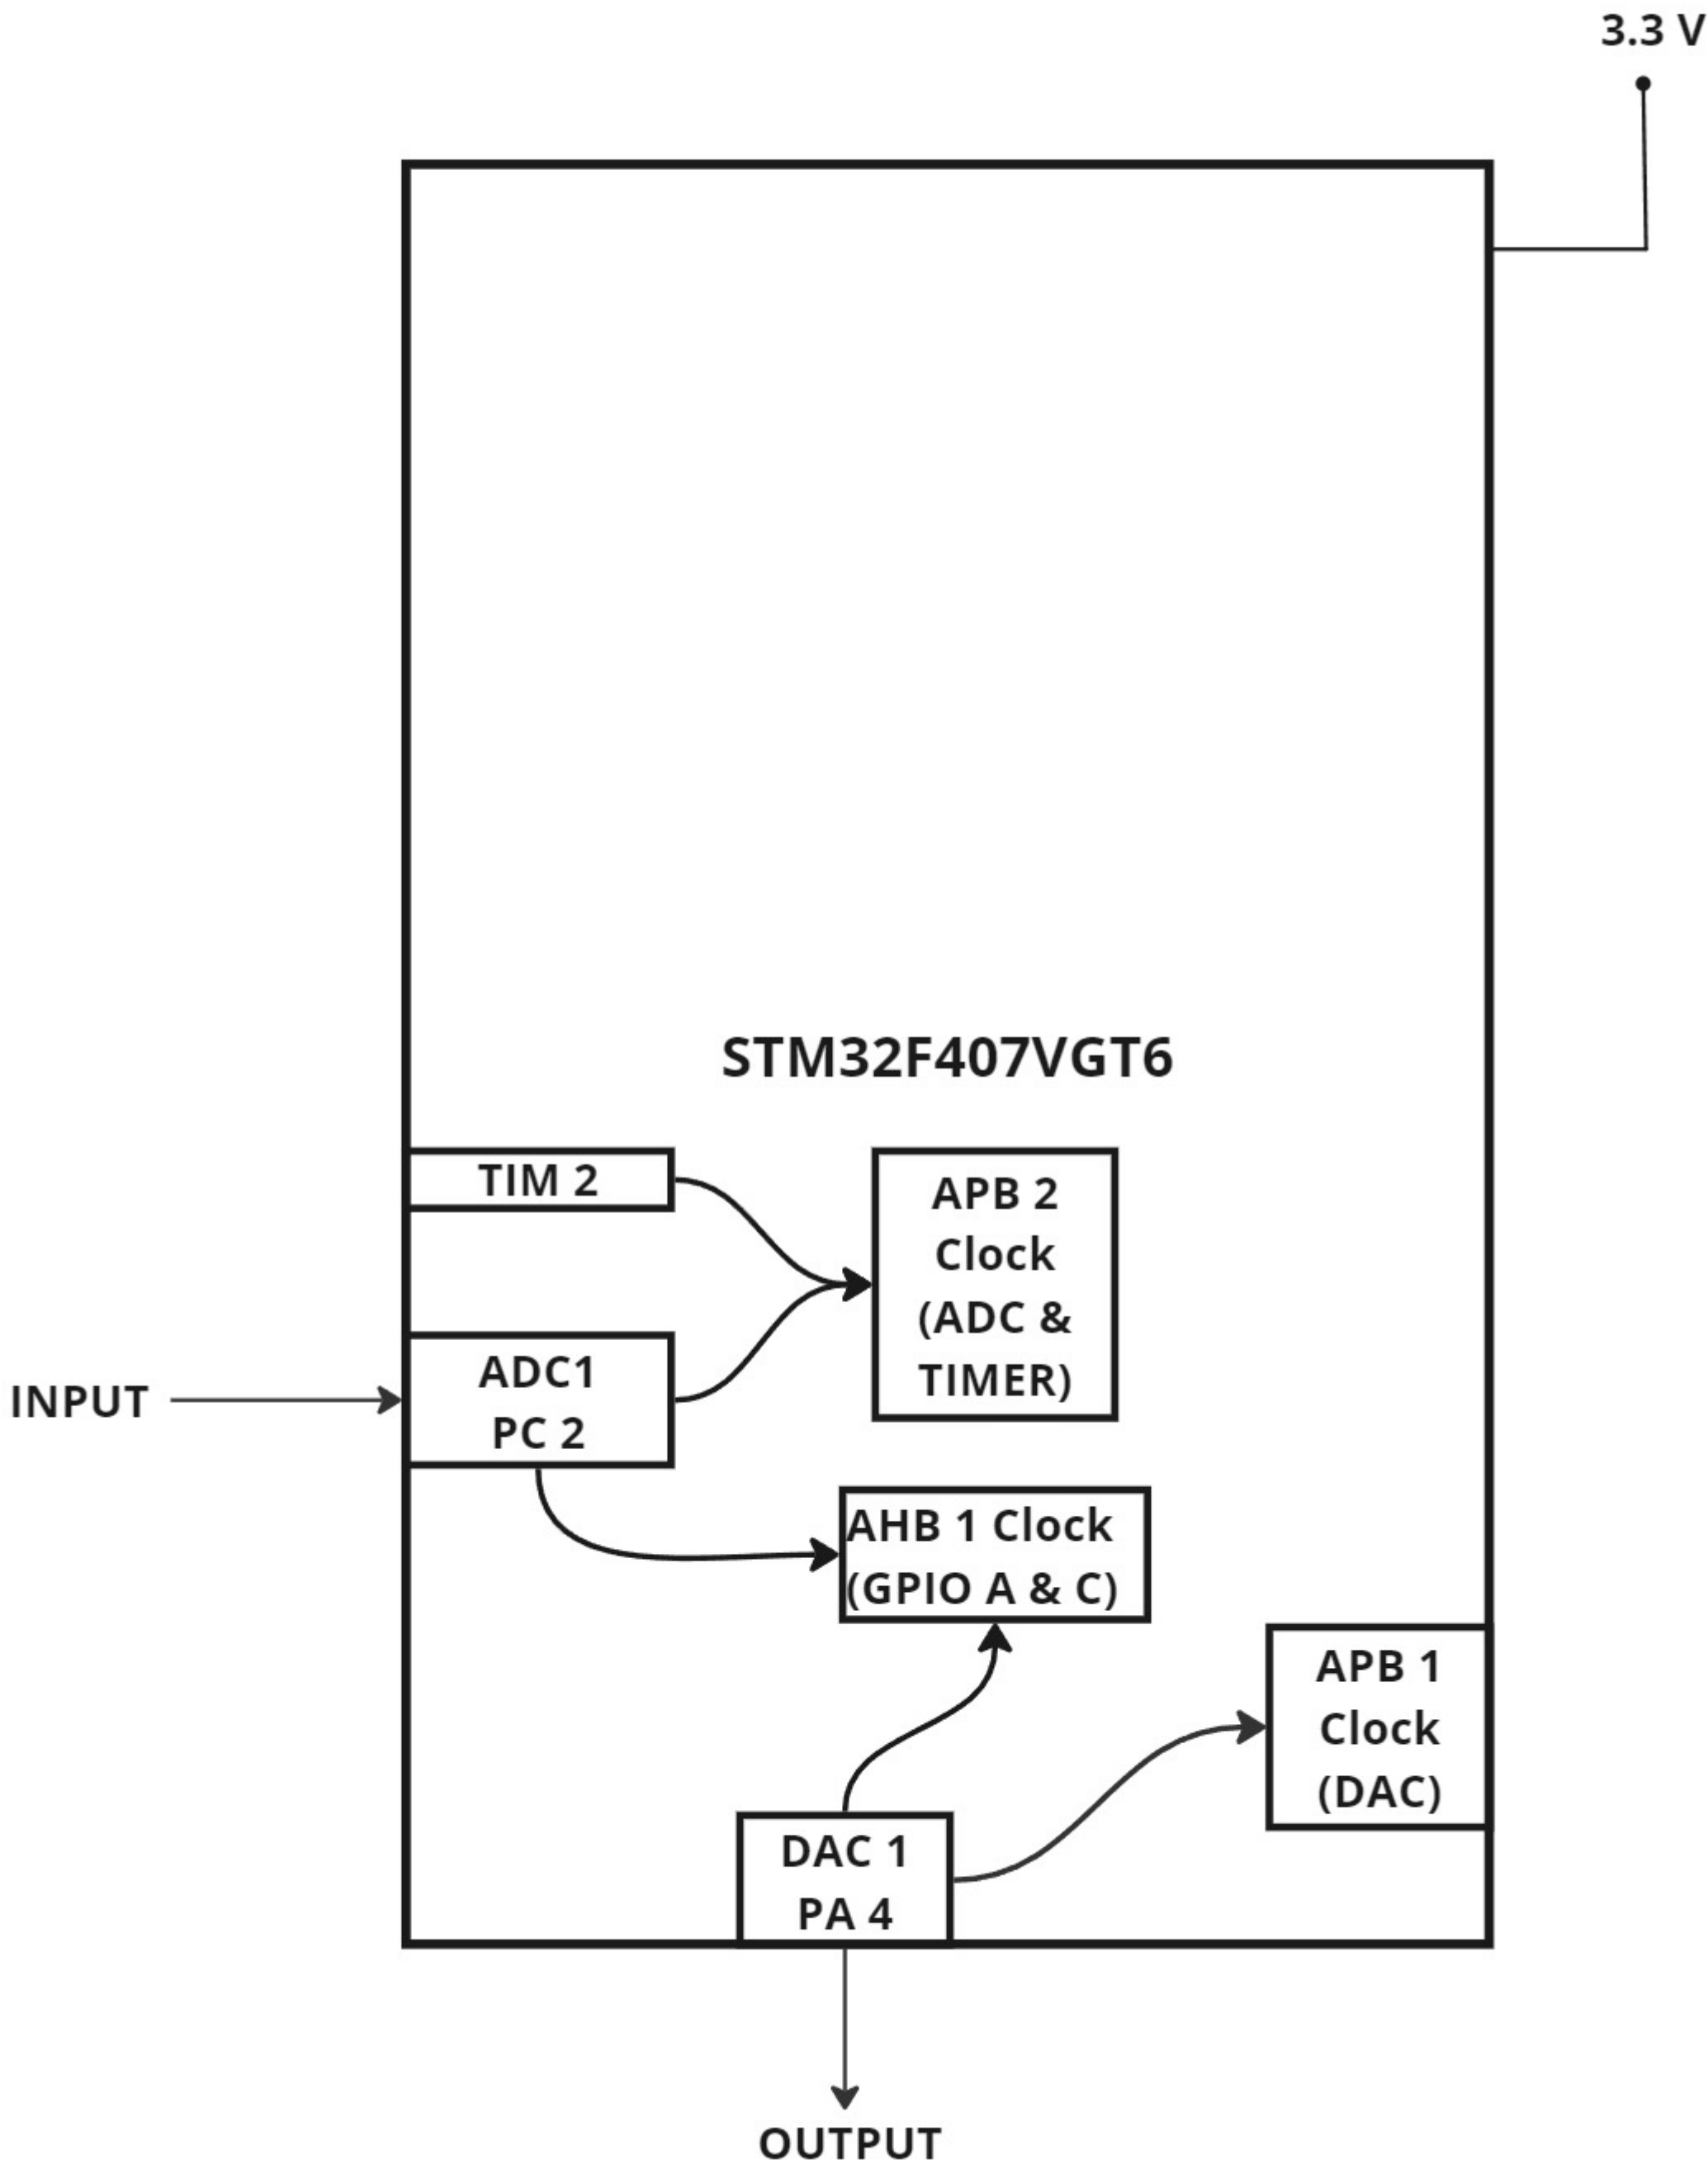 3.3 V
STM32F407VGT6
TIM 2
APB 2
Clock
(ADC &
TIMER)
INPUT
ADC1
PC 2
AHB 1 Clock
(GPIO A & C)
APB 1
Clock
(DAC)
DAC 1
PA 4
OUTPUT